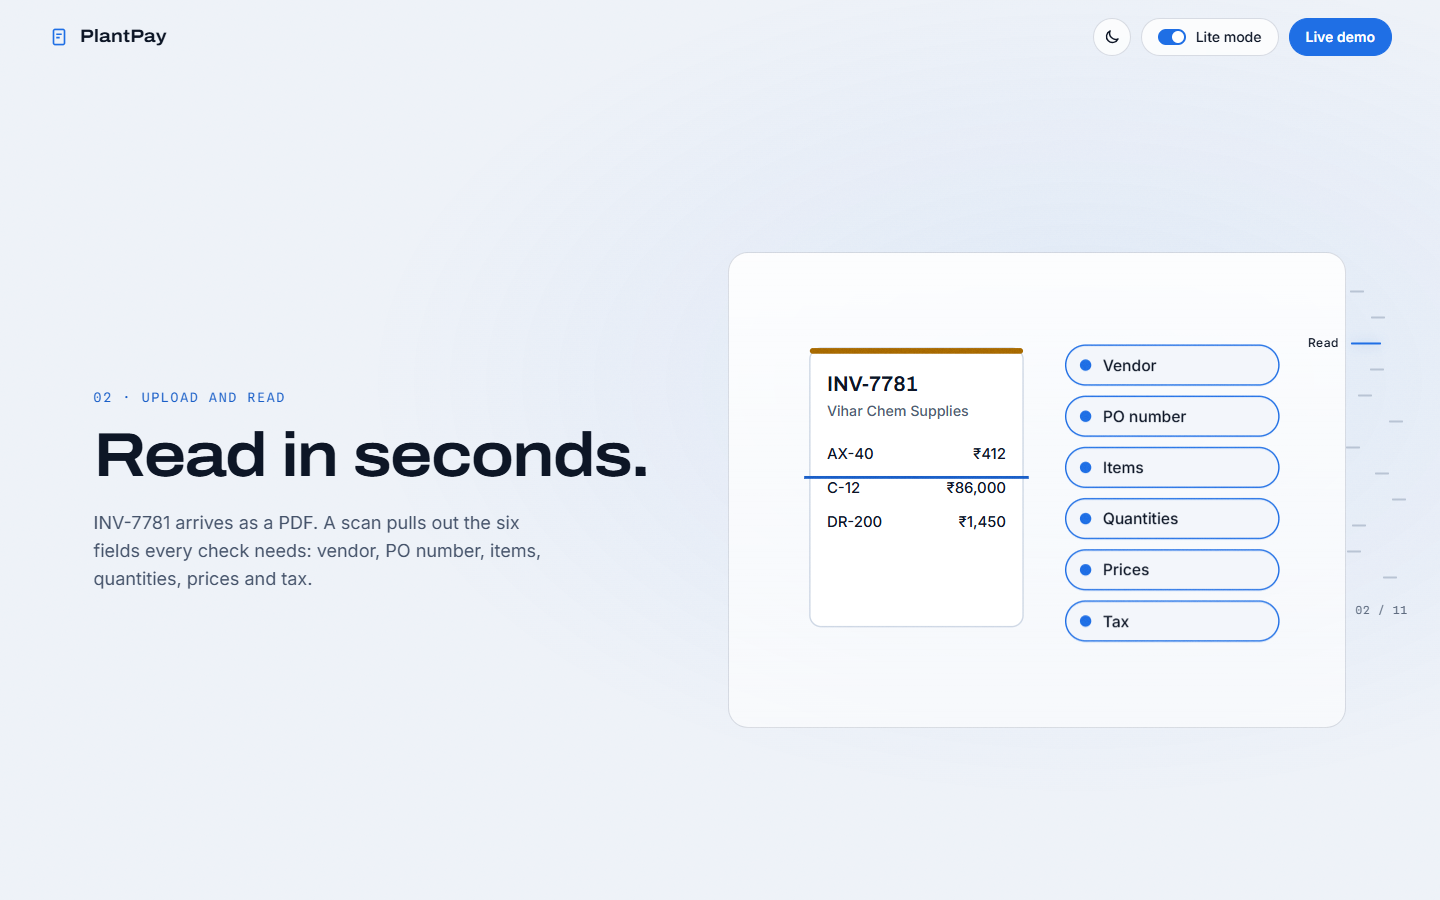 PlantPay
Lite mode
Live demo
02 · UPLOAD AND READ
Read in seconds.
INV-7781 arrives as a PDF. A scan pulls out the six
fields every check needs: vendor, PO number, items,
quantities, prices and tax.
INV-7781
Vihar Chem Supplies
AX-40 ₹412
C-12 ₹86,000
DR-200 ₹1,450
Vendor
PO number
Items
Quantities
Prices
Tax
Read
02 / 11